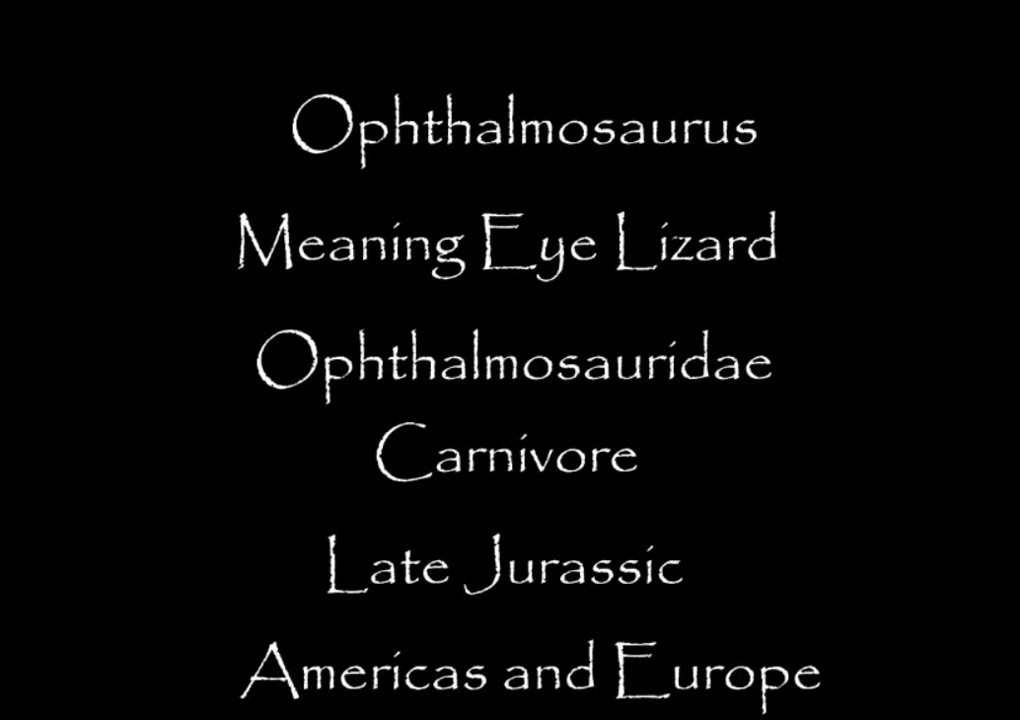 Ophthalmosaurus
Meaning Eye Lizard
Ophthalmosauridae
Carnivore
Late Jurassic
Americas and Europe